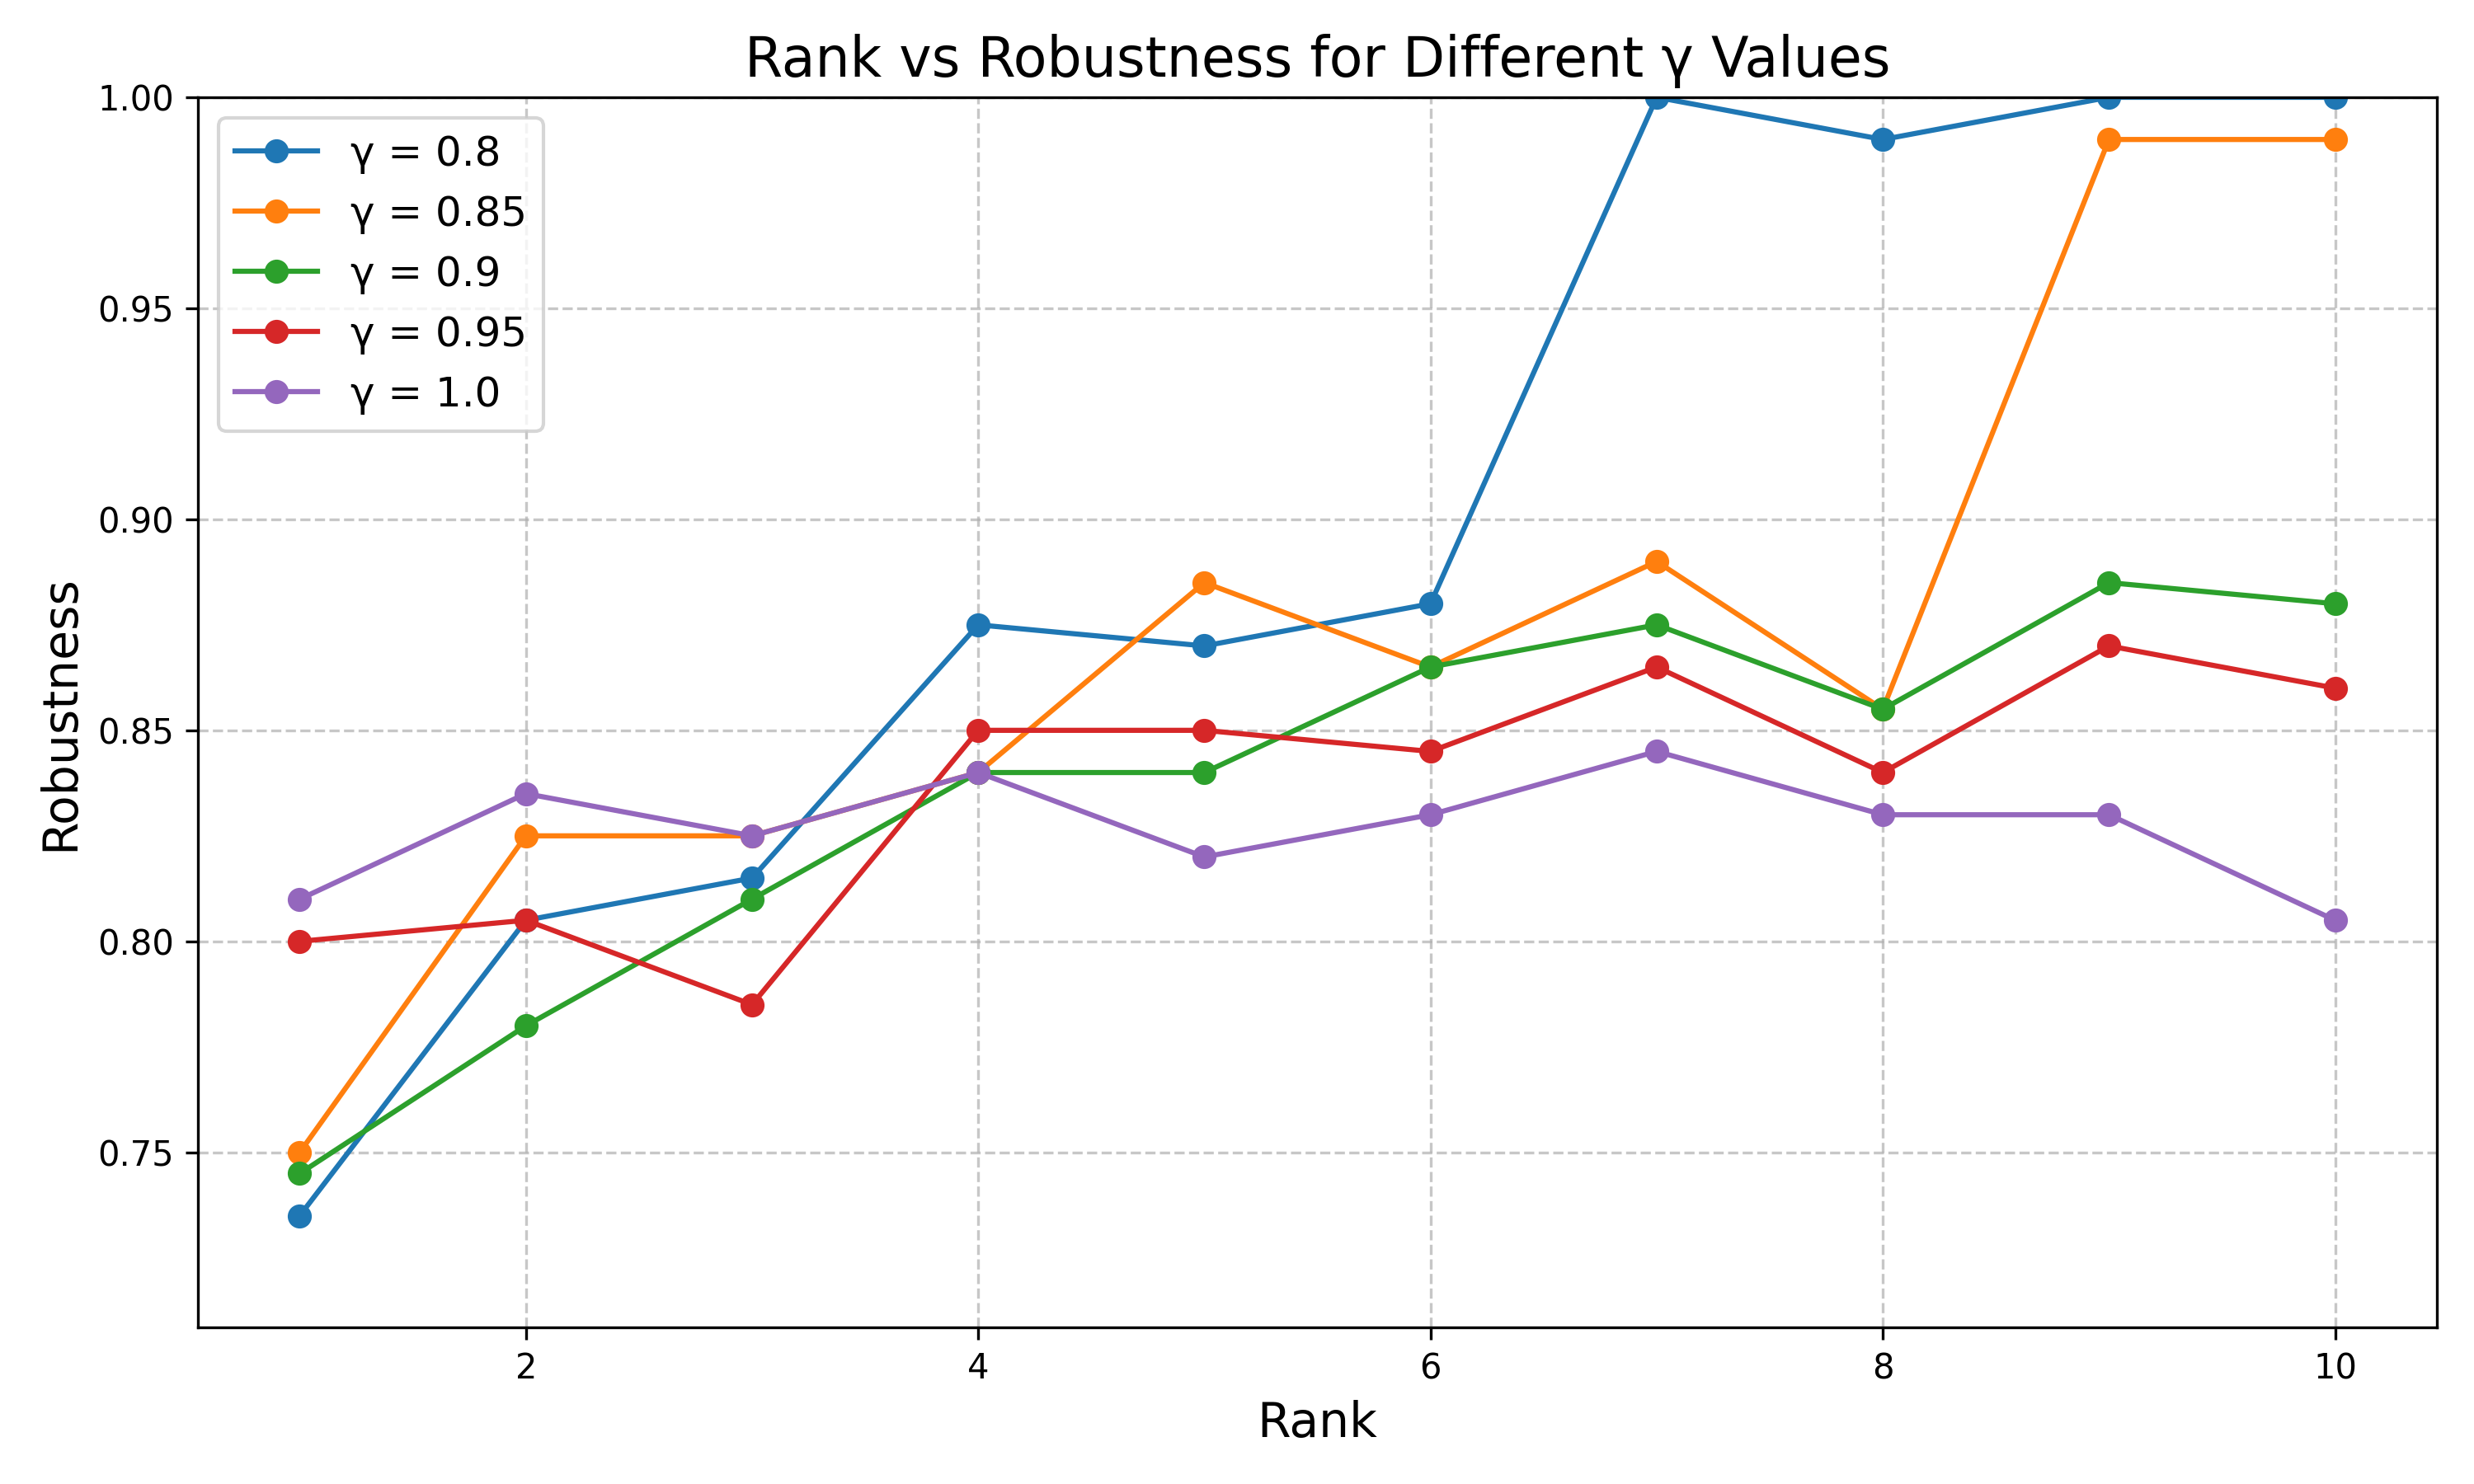 Rank vs Robustness for Different γ Values
1.00
0.95
0.90
0.85
0.80
0.75
Robustness
γ = 0.8
γ = 0.85
γ = 0.9
γ = 0.95
γ = 1.0
2 4 6 8 10
Rank